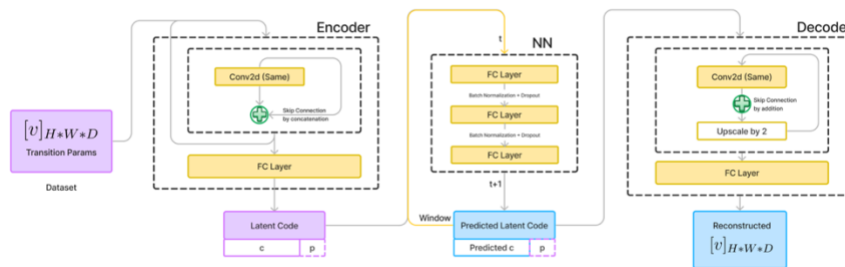 Encoder
Conv2d (Same)
Skip Connection
by concatenation
FC Layer
[v]H*W*D
Transition Params
Dataset
Latent Code
c
p
t
NN
FC Layer
Batch Normalization + Dropout
FC Layer
Batch Normalization + Dropout
FC Layer
t+1
Window
Predicted Latent Code
Predicted c
p
Decode
Conv2d (Same)
Skip Connection
by addition
Upscale by 2
FC Layer
Reconstructed
[v]H*W*D